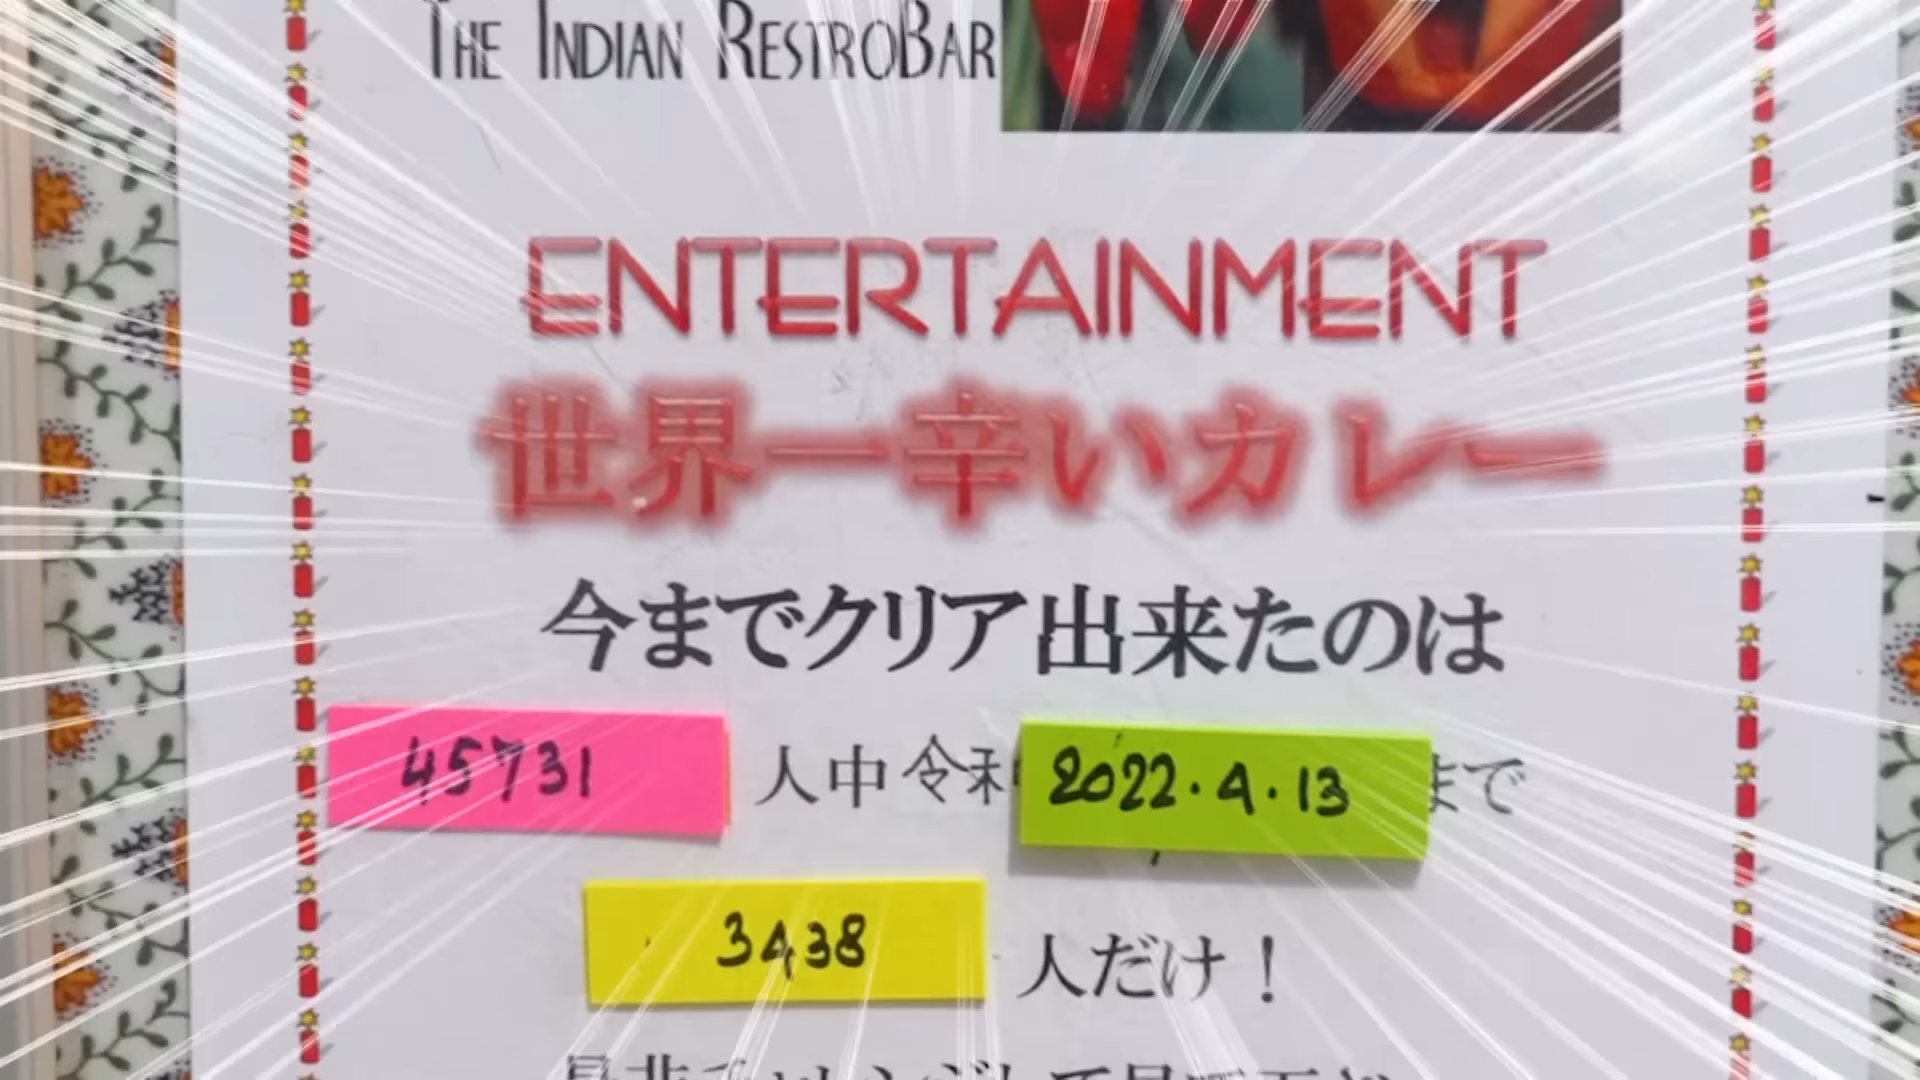 THE INDIAN RESTROBAR
ENTERTAINMENT
世界一辛いカレー
今までクリア出来たのは
45731 人中 令和 2022.4.13 まで
3438 人だけ！